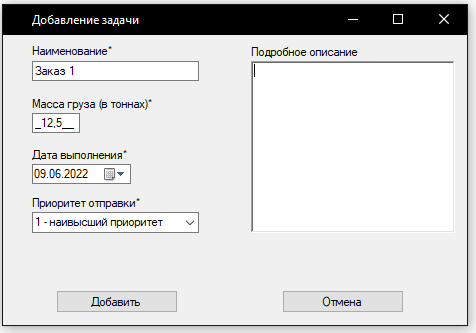 Добавление задачи
Наименование*
Заказ 1
Масса груза (в тоннах)*
_12,5__
Дата выполнения*
09.06.2022
Приоритет отправки*
1 - наивысший приоритет
Подробное описание
Добавить
Отмена